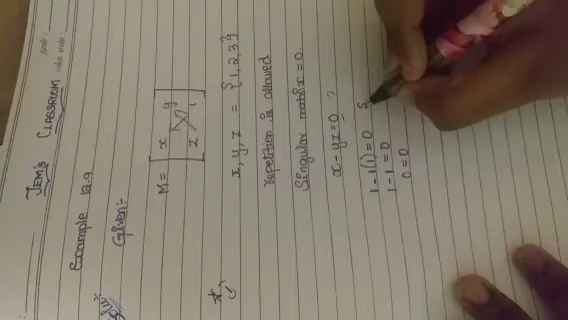 JEM'S CLASSROOM
Example 12.9
Given:-
M = [x y
z 1]
x, y, z = {1, 2, 3}
repetition is allowed
Singular matrix = 0
x - yz = 0 ?
1 - 1(1) = 0 S
1 - 1 = 0
0 = 0